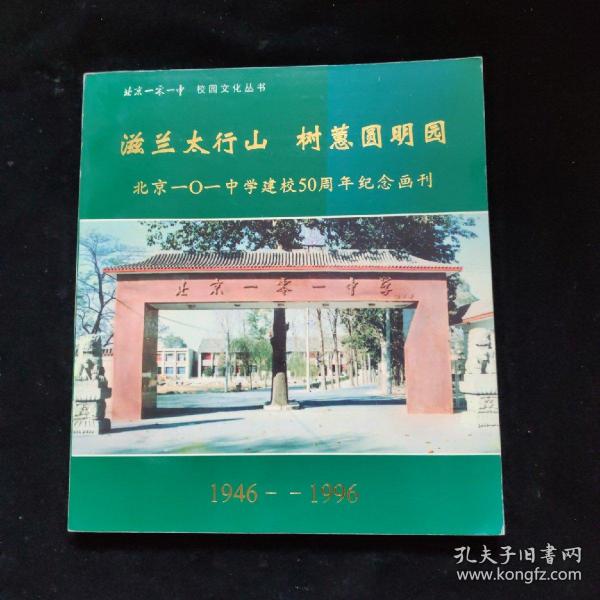 北京一零一中 校园文化丛书
滋兰太行山 树蕙圆明园
北京一〇一中学建校50周年纪念画刊
北京一零一中学
1946--1996
孔夫子旧书网
www.kongfz.com